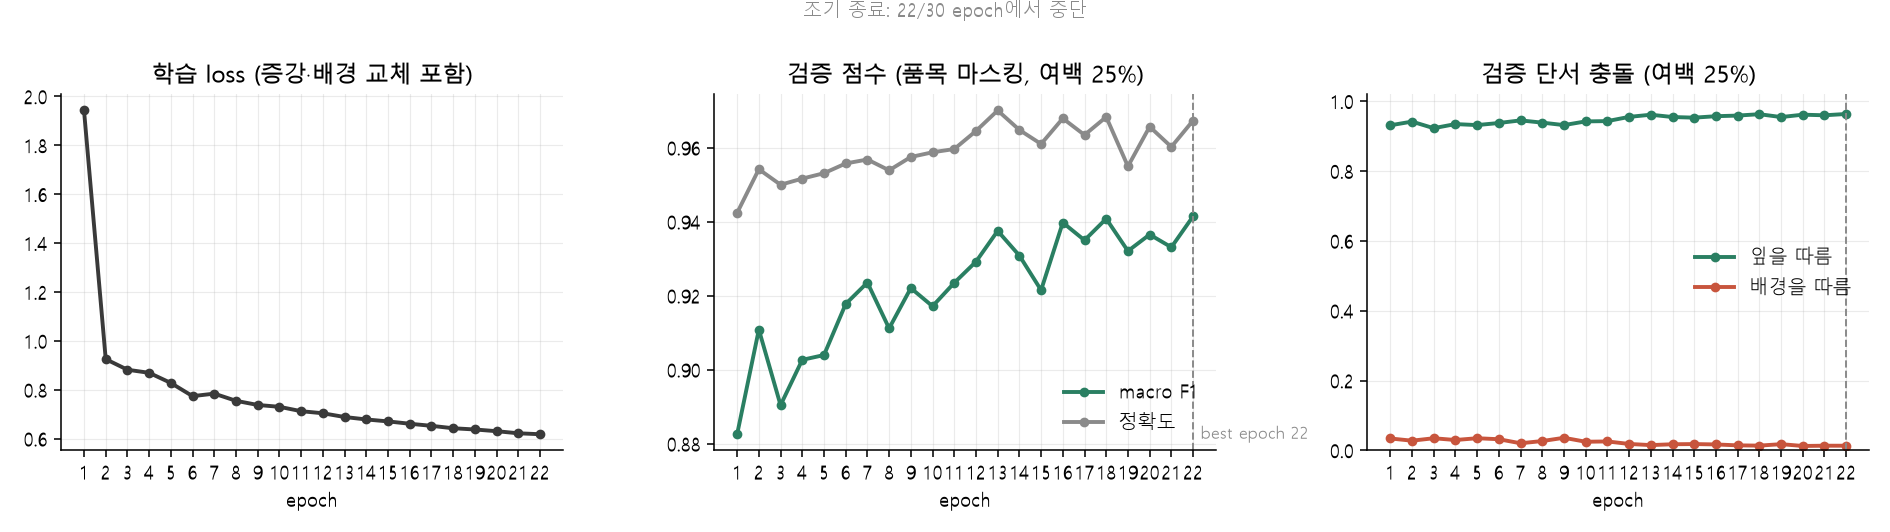 조기 종료: 22/30 epoch에서 중단
학습 loss (증강·배경 교체 포함)
2.0
1.8
1.6
1.4
1.2
1.0
0.8
0.6
1 2 3 4 5 6 7 8 9 10 11 12 13 14 15 16 17 18 19 20 21 22
epoch
검증 점수 (품목 마스킹, 여백 25%)
0.96
0.94
0.92
0.90
0.88
macro F1
정확도
best epoch 22
1 2 3 4 5 6 7 8 9 10 11 12 13 14 15 16 17 18 19 20 21 22
epoch
검증 단서 충돌 (여백 25%)
1.0
0.8
0.6
0.4
0.2
0.0
잎을 따름
배경을 따름
1 2 3 4 5 6 7 8 9 10 11 12 13 14 15 16 17 18 19 20 21 22
epoch